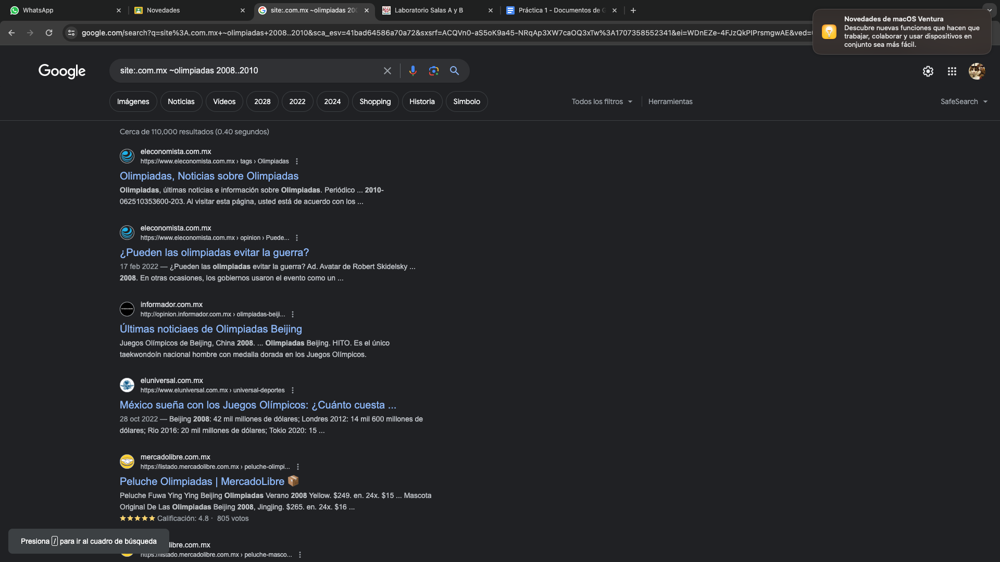 WhatsApp
Novedades
site:.com.mx ~olimpiadas 200
Laboratorio Salas A y B
Práctica 1 - Documentos de G
google.com/search?q=site%3A.com.mx+~olimpiadas+2008..2010&sca_esv=41bad64586a70a72&sxsrf=ACQVn0-aS5oK9a45-NRqAp3XW7caOQ3xTw%3A1707358552341&ei=WDnEZe-4FJzQkPIPrsmgwAE&ved=
Novedades de macOS Ventura
Descubre nuevas funciones que hacen que
trabajar, colaborar y usar dispositivos en
conjunto sea más fácil.
Google
site:.com.mx ~olimpiadas 2008..2010
Imágenes Noticias Vídeos 2028 2022 2024 Shopping Historia Simbolo
Todos los filtros Herramientas
SafeSearch
Cerca de 110,000 resultados (0.40 segundos)
eleconomista.com.mx
https://www.eleconomista.com.mx › tags › Olimpiadas
Olimpiadas, Noticias sobre Olimpiadas
Olimpiadas, últimas noticias e información sobre Olimpiadas. Periódico ... 2010-
062510353600-203. Al visitar esta página, usted está de acuerdo con los ...
eleconomista.com.mx
https://www.eleconomista.com.mx › opinion › Puede...
¿Pueden las olimpiadas evitar la guerra?
17 feb 2022 — ¿Pueden las olimpiadas evitar la guerra? Ad. Avatar de Robert Skidelsky ...
2008. En otras ocasiones, los gobiernos usaron el evento como un ...
informador.com.mx
http://opinion.informador.com.mx › olimpiadas-beiji...
Últimas noticiaes de Olimpiadas Beijing
Juegos Olímpicos de Beijing, China 2008. ... Olimpiadas Beijing. HITO. Es el único
taekwondoín nacional hombre con medalla dorada en los Juegos Olímpicos.
eluniversal.com.mx
https://www.eluniversal.com.mx › universal-deportes
México sueña con los Juegos Olímpicos: ¿Cuánto cuesta ...
28 oct 2022 — Beijing 2008: 42 mil millones de dólares; Londres 2012: 14 mil 600 millones de
dólares; Rio 2016: 20 mil millones de dólares; Tokio 2020: 15 ...
mercadolibre.com.mx
https://listado.mercadolibre.com.mx › peluche-olimpi...
Peluche Olimpiadas | MercadoLibre 📦
Peluche Fuwa Ying Ying Beijing Olimpiadas Verano 2008 Yellow. $249. en. 24x. $15 ... Mascota
Original De Las Olimpiadas Beijing 2008, Jingjing. $265. en. 24x. $16 ...
★★★★★ Calificación: 4.8 · 805 votos
Presiona / para ir al cuadro de búsqueda
libre.com.mx
https://listado.mercadolibre.com.mx › peluche-masco...